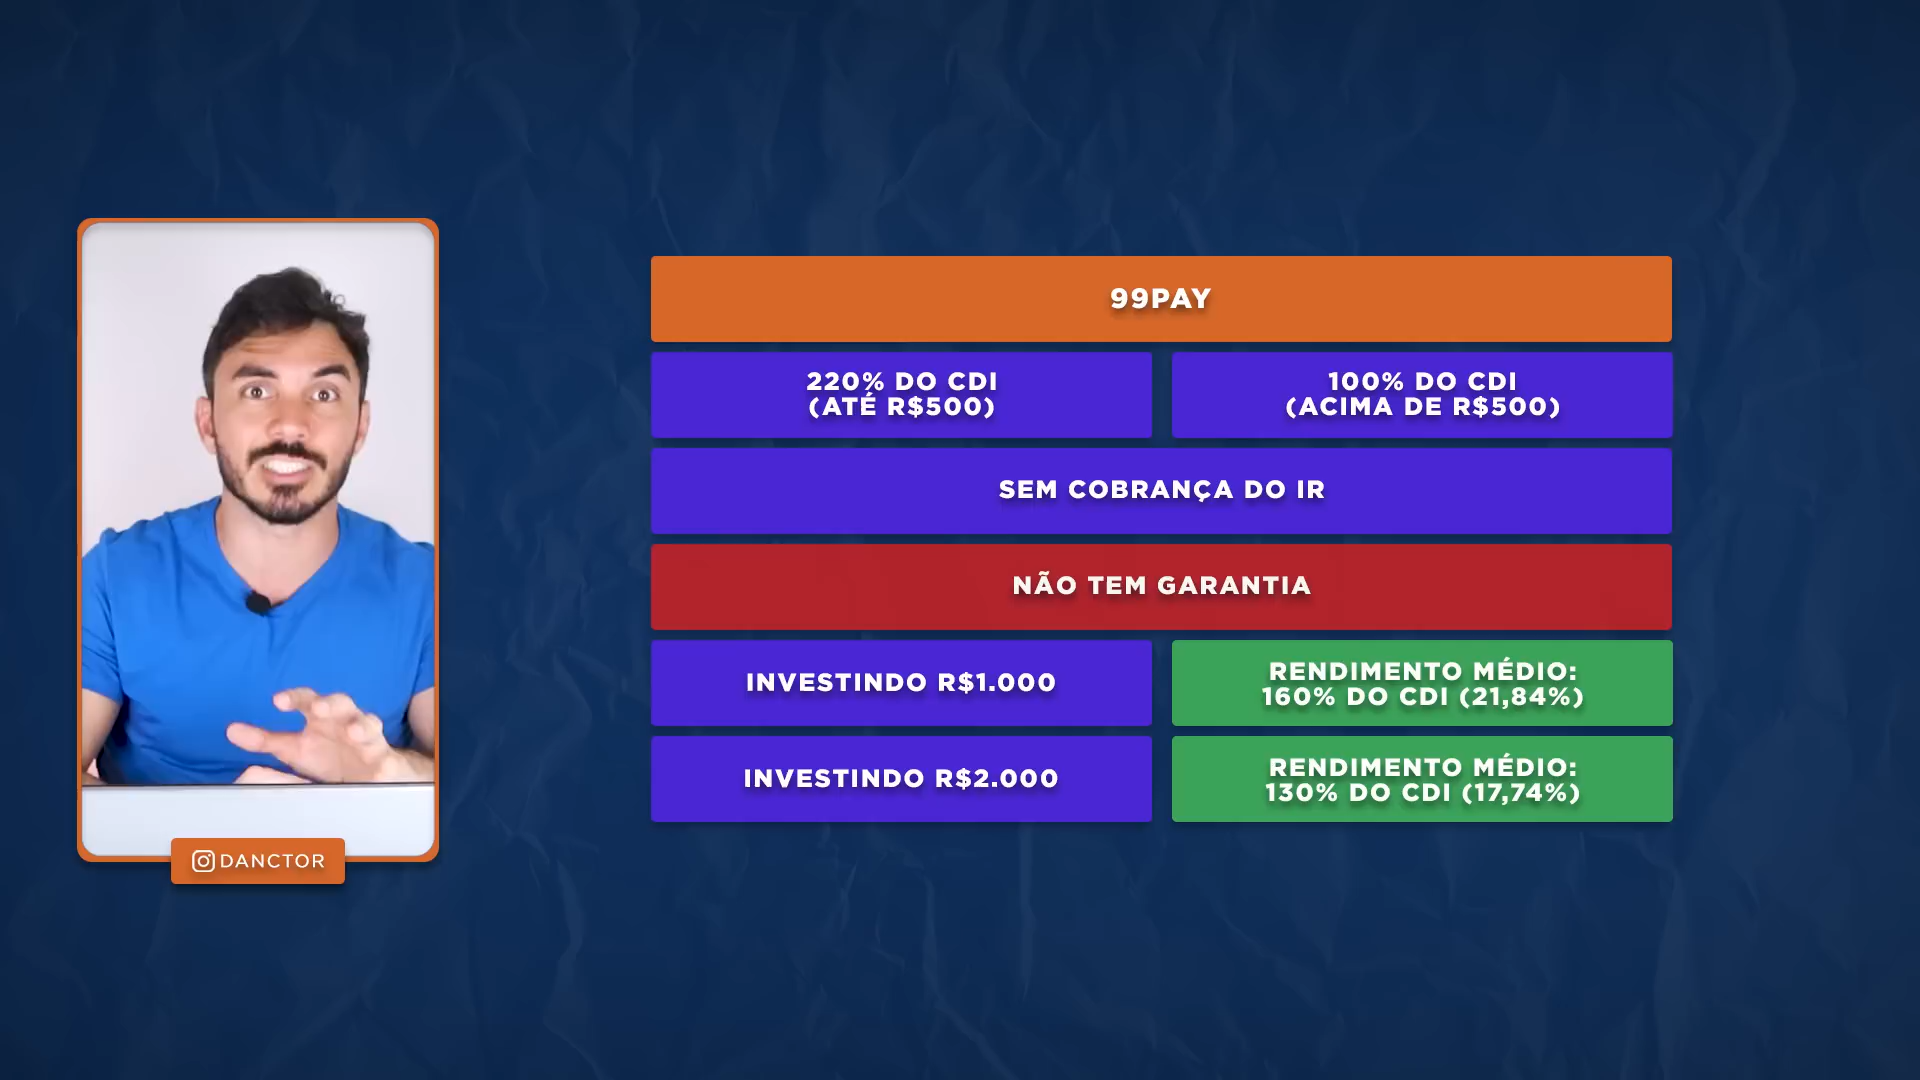 99PAY
220% DO CDI
(ATÉ R$500)
100% DO CDI
(ACIMA DE R$500)
SEM COBRANÇA DO IR
NÃO TEM GARANTIA
INVESTINDO R$1.000
RENDIMENTO MÉDIO:
160% DO CDI (21,84%)
INVESTINDO R$2.000
RENDIMENTO MÉDIO:
130% DO CDI (17,74%)
DANCTOR